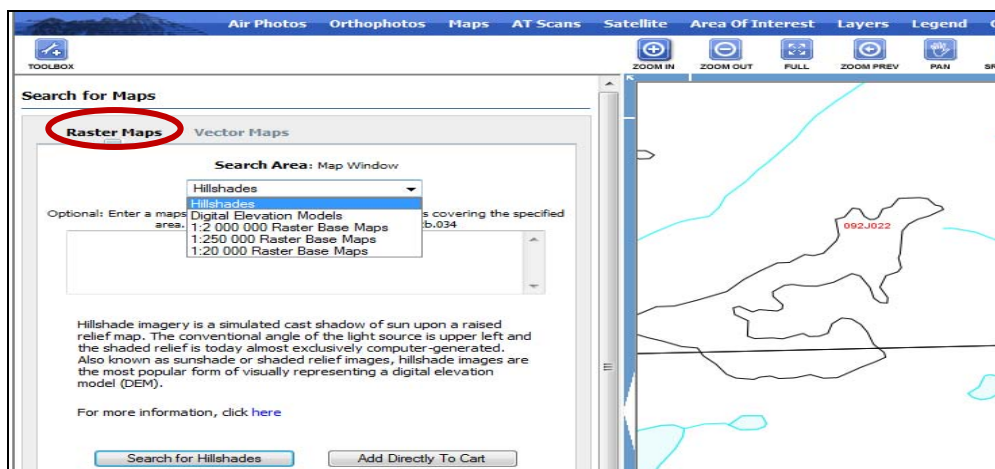 Air Photos Orthophotos Maps AT Scans Satellite Area Of Interest Layers Legend
TOOLBOX
ZOOM IN ZOOM OUT FULL ZOOM PREV PAN
Search for Maps
Raster Maps Vector Maps
Search Area: Map Window
Hillshades
Hillshades
Digital Elevation Models
1:2 000 000 Raster Base Maps
1:250 000 Raster Base Maps
1:20 000 Raster Base Maps
Optional: Enter a maps s covering the specified
area. b.034
092J022
Hillshade imagery is a simulated cast shadow of sun upon a raised
relief map. The conventional angle of the light source is upper left and
the shaded relief is today almost exclusively computer-generated.
Also known as sunshade or shaded relief images, hillshade images are
the most popular form of visually representing a digital elevation
model (DEM).
For more information, click here
Search for Hillshades Add Directly To Cart